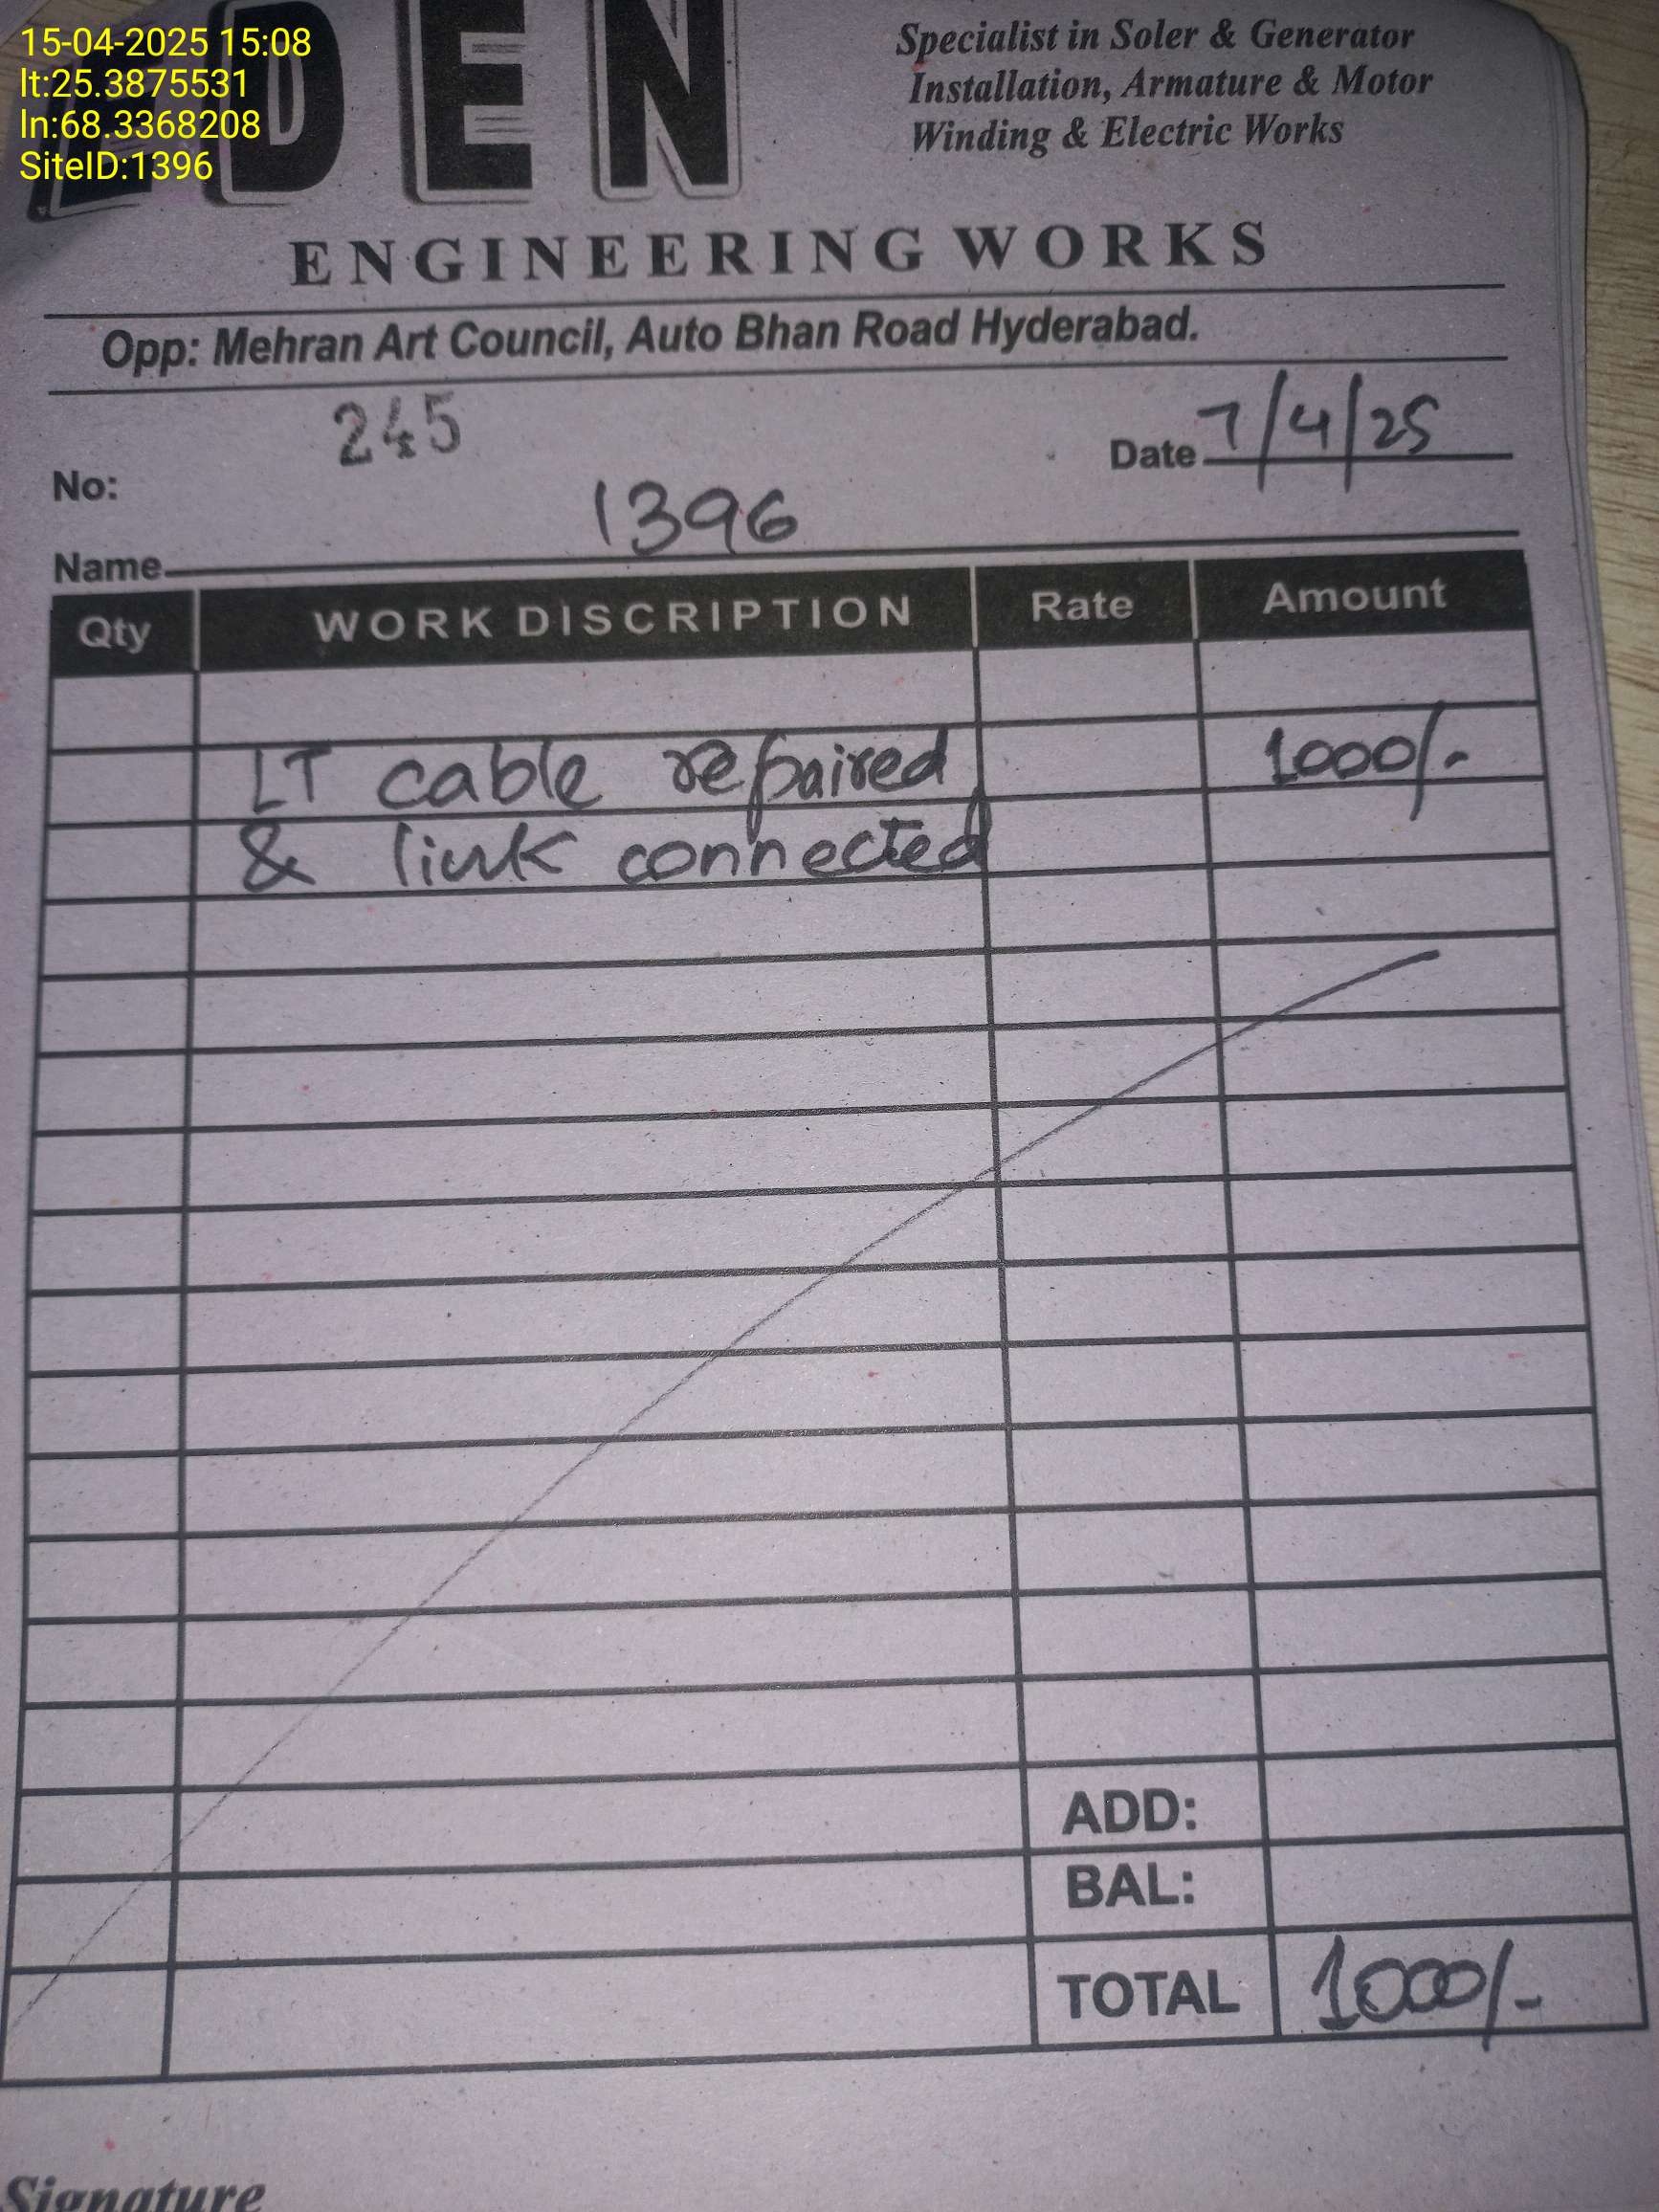 15-04-2025 15:08
lt:25.3875531
ln:68.3368208
SiteID:1396
EDEN
Specialist in Soler & Generator
Installation, Armature & Motor
Winding & Electric Works
ENGINEERING WORKS
Opp: Mehran Art Council, Auto Bhan Road Hyderabad.
No: 245
Date 7/4/25
Name 1396
Qty WORK DISCRIPTION Rate Amount
LT cable repaired 1000/-
& link connected
ADD:
BAL:
TOTAL 1000/-
Signature